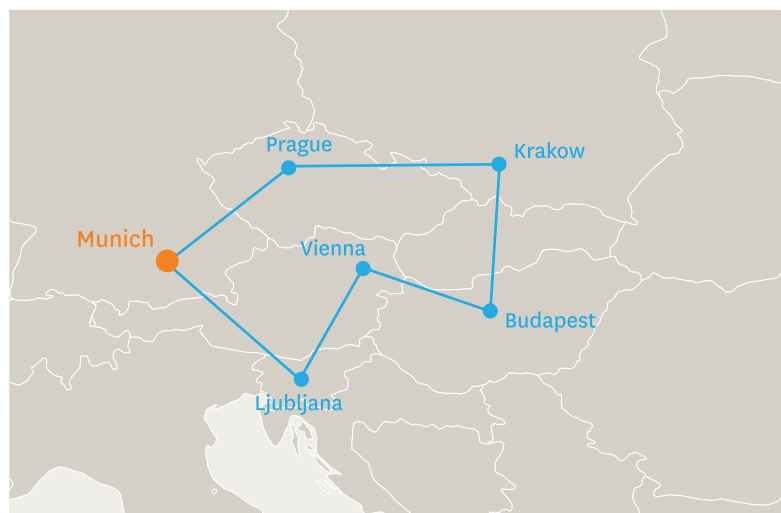 Prague
Krakow
Munich
Vienna
Budapest
Ljubljana